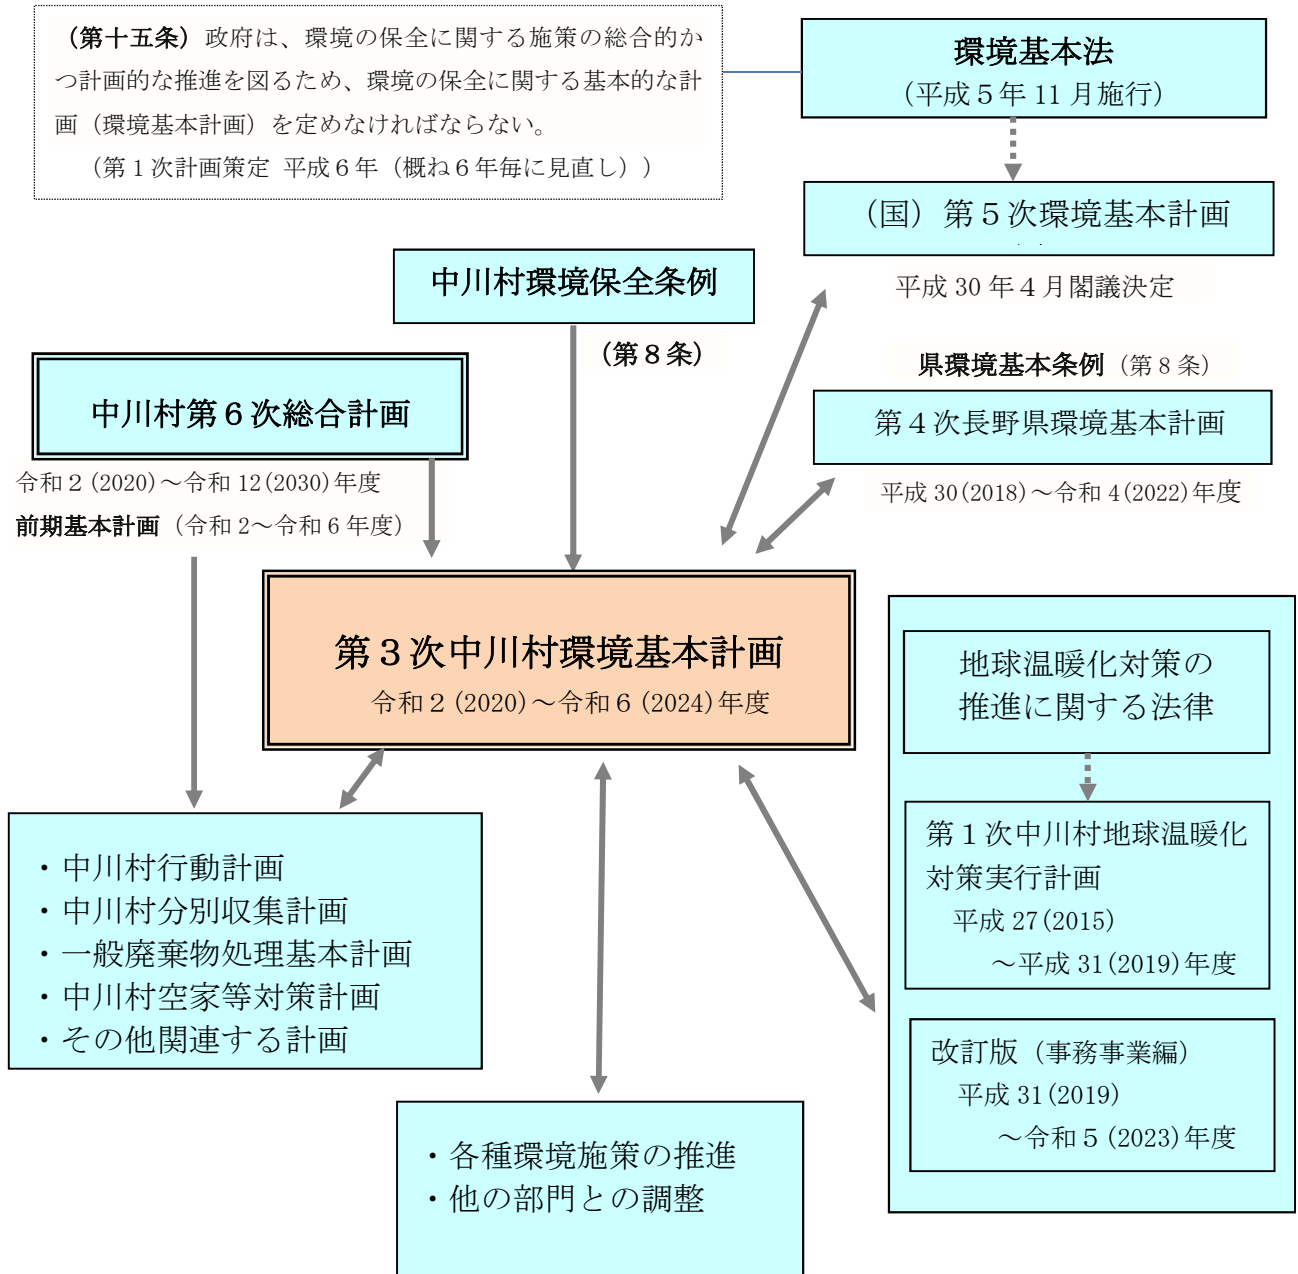 （第十五条）政府は、環境の保全に関する施策の総合的か
つ計画的な推進を図るため、環境の保全に関する基本的な計
画（環境基本計画）を定めなければならない。
（第１次計画策定 平成６年（概ね６年毎に見直し））
環境基本法
（平成５年 11 月施行）
（国）第５次環境基本計画
平成 30 年４月閣議決定
中川村環境保全条例
（第８条）
県環境基本条例（第８条）
第４次長野県環境基本計画
平成 30(2018)～令和 4(2022)年度
中川村第６次総合計画
令和２(2020)～令和 12(2030)年度
前期基本計画（令和 2～令和 6 年度）
第３次中川村環境基本計画
令和２(2020)～令和６(2024)年度
地球温暖化対策の
推進に関する法律
第１次中川村地球温暖化
対策実行計画
平成 27(2015)
～平成 31(2019)年度
改訂版（事務事業編）
平成 31(2019)
～令和５(2023)年度
・中川村行動計画
・中川村分別収集計画
・一般廃棄物処理基本計画
・中川村空家等対策計画
・その他関連する計画
・各種環境施策の推進
・他の部門との調整